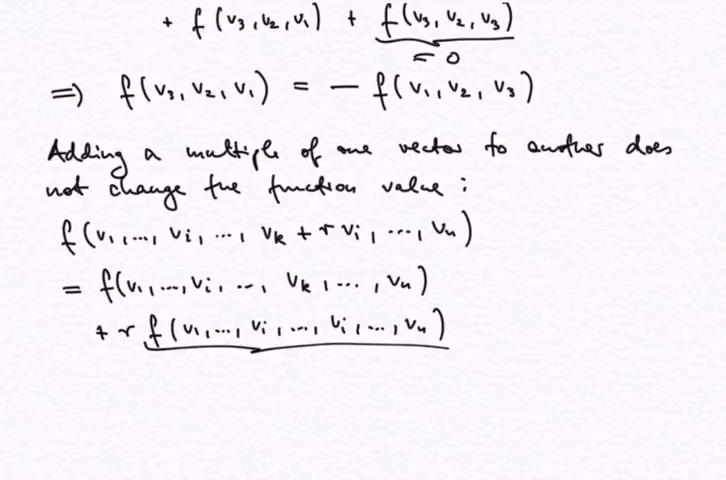 + f(v₃, v₂, v₁) + f(v₃, v₂, v₃)
= 0
⇒ f(v₃, v₂, v₁) = − f(v₁, v₂, v₃)
Adding a multiple of one vector to another does
not change the function value :
f(v₁, ..., vᵢ, ..., vₖ + r vᵢ, ..., vₙ)
= f(v₁, ..., vᵢ, ..., vₖ, ..., vₙ)
+ r f(v₁, ..., vᵢ, ..., vᵢ, ..., vₙ)